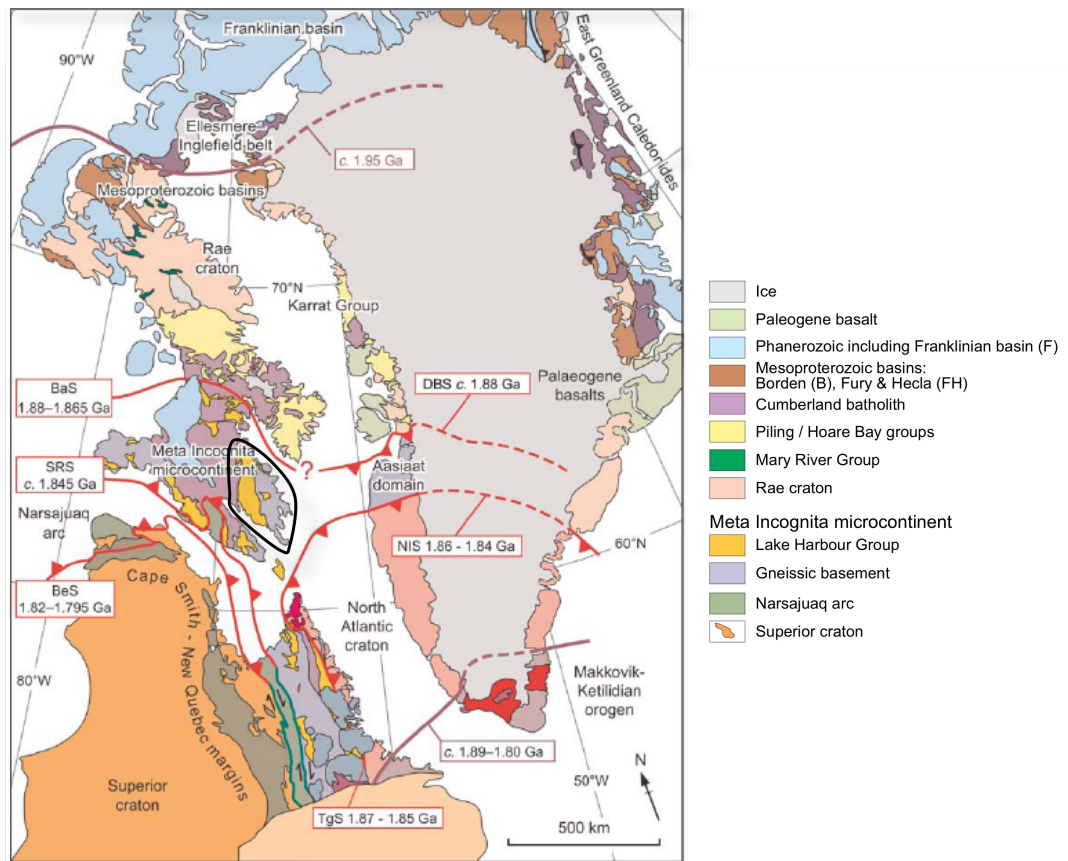 Franklinian basin
90°W
East Greenland Caledonides
Ellesmere-
Inglefield belt
c. 1.95 Ga
Mesoproterozoic basins
Rae
craton
70°N
Karrat Group
BaS
1.88–1.865 Ga
DBS c. 1.88 Ga
Palaeogene
basalts
Meta Incognita
microcontinent
?
Aasiaat
domain
SRS
c. 1.845 Ga
Narsajuaq
arc
NIS 1.86 - 1.84 Ga
60°N
BeS
1.82–1.795 Ga
Cape Smith - New Quebec margins
North
Atlantic
craton
80°W
Makkovik-
Ketilidian
orogen
c. 1.89–1.80 Ga
Superior
craton
N
50°W
TgS 1.87 - 1.85 Ga
500 km
Ice
Paleogene basalt
Phanerozoic including Franklinian basin (F)
Mesoproterozoic basins:
Borden (B), Fury & Hecla (FH)
Cumberland batholith
Piling / Hoare Bay groups
Mary River Group
Rae craton
Meta Incognita microcontinent
Lake Harbour Group
Gneissic basement
Narsajuaq arc
Superior craton